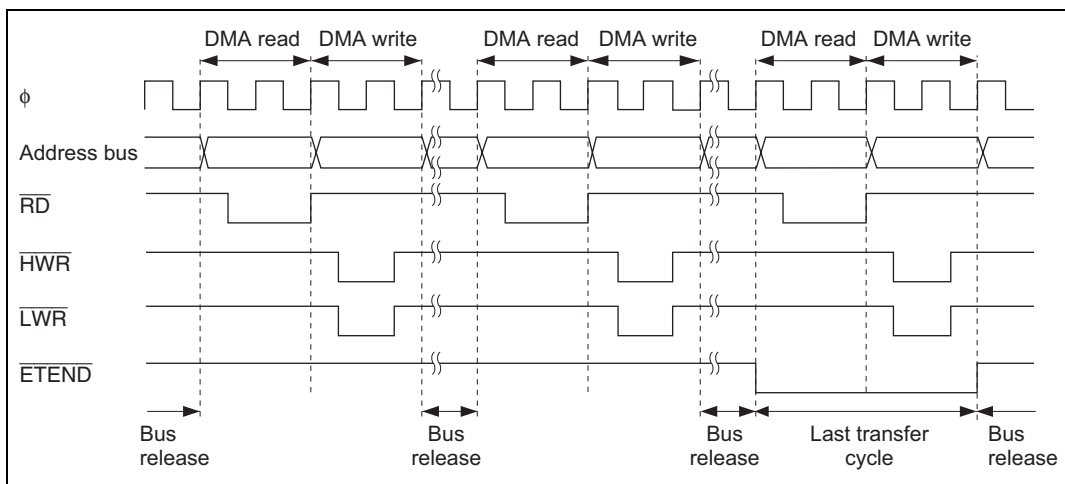 DMA read DMA write DMA read DMA write DMA read DMA write
ϕ
Address bus
RD
HWR
LWR
ETEND
Bus release
Bus release
Bus release
Last transfer cycle
Bus release